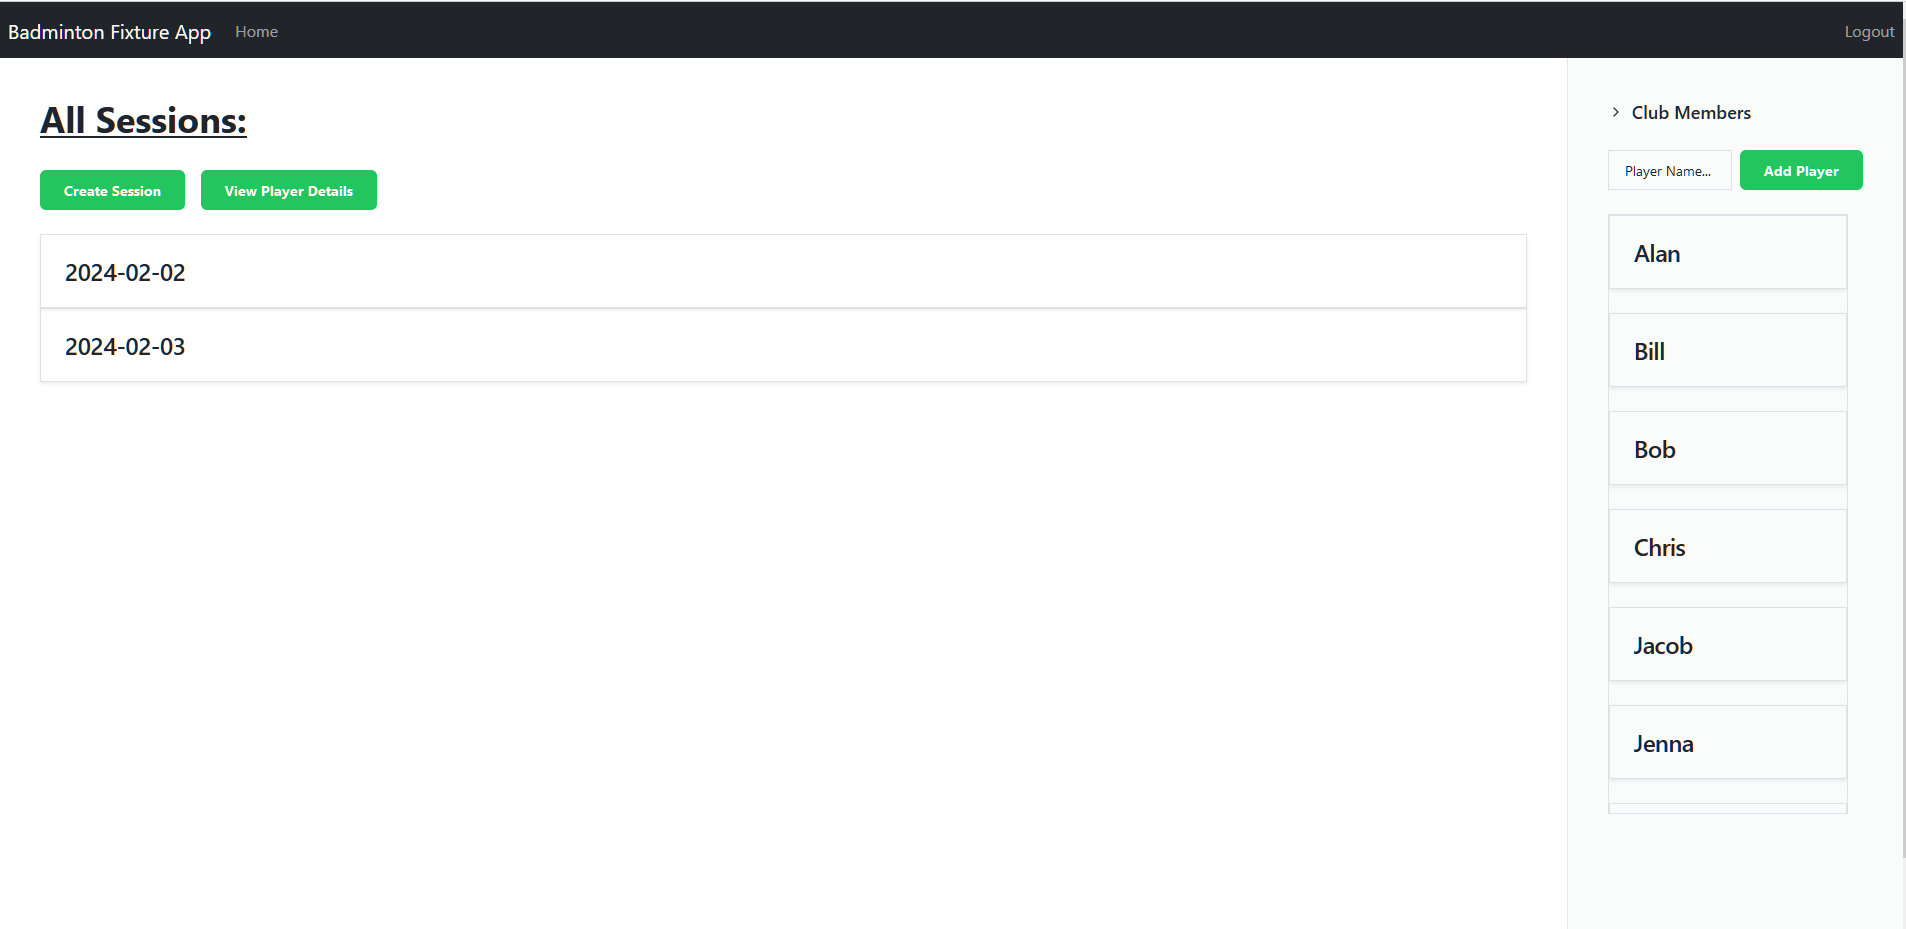 Badminton Fixture App Home Logout
All Sessions:
Create Session View Player Details
2024-02-02
2024-02-03
Club Members
Player Name... Add Player
Alan
Bill
Bob
Chris
Jacob
Jenna